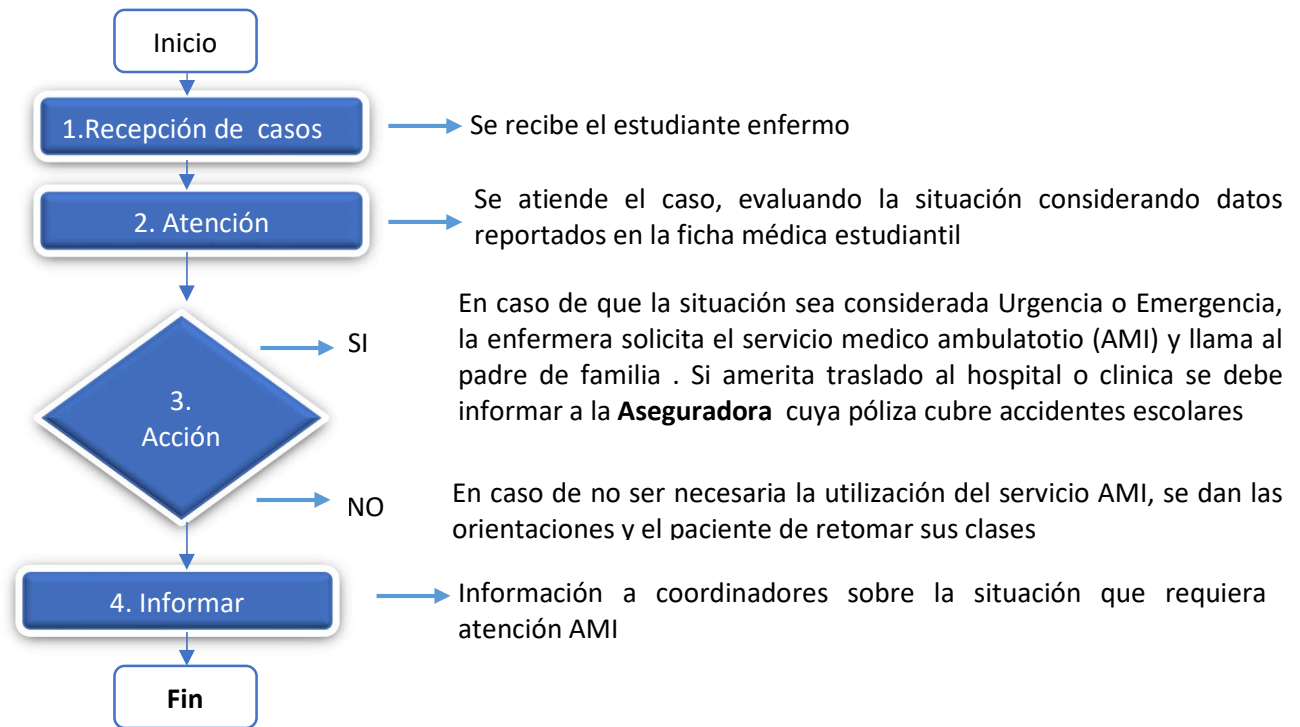 Inicio
1.Recepción de casos
Se recibe el estudiante enfermo
2. Atención
Se atiende el caso, evaluando la situación considerando datos
reportados en la ficha médica estudiantil
3.
Acción
SI
En caso de que la situación sea considerada Urgencia o Emergencia,
la enfermera solicita el servicio medico ambulatotio (AMI) y llama al
padre de familia . Si amerita traslado al hospital o clinica se debe
informar a la Aseguradora cuya póliza cubre accidentes escolares
NO
En caso de no ser necesaria la utilización del servicio AMI, se dan las
orientaciones y el paciente de retomar sus clases
4. Informar
Información a coordinadores sobre la situación que requiera
atención AMI
Fin